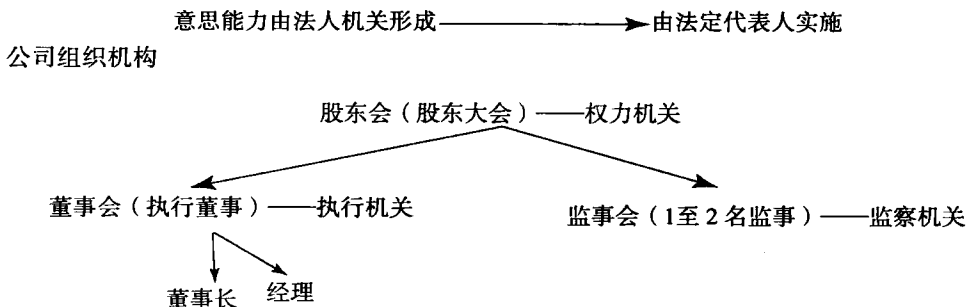 意思能力由法人机关形成 由法定代表人实施
公司组织机构
股东会（股东大会）——权力机关
董事会（执行董事）——执行机关
监事会（1至2名监事）——监察机关
董事长 经理